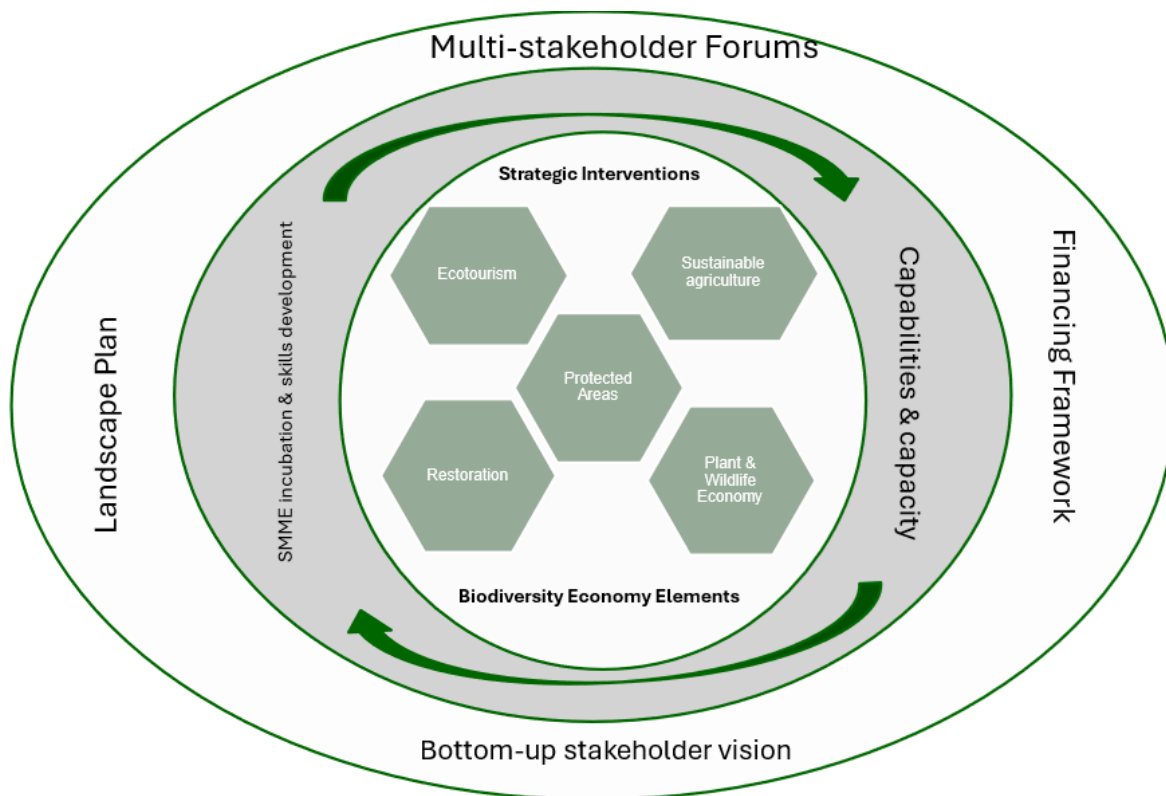 Multi-stakeholder Forums
Strategic Interventions
Ecotourism
Sustainable
agriculture
Protected
Areas
Restoration
Plant &
Wildlife
Economy
Biodiversity Economy Elements
SMME incubation & skills development
Capabilities & capacity
Landscape Plan
Financing Framework
Bottom-up stakeholder vision